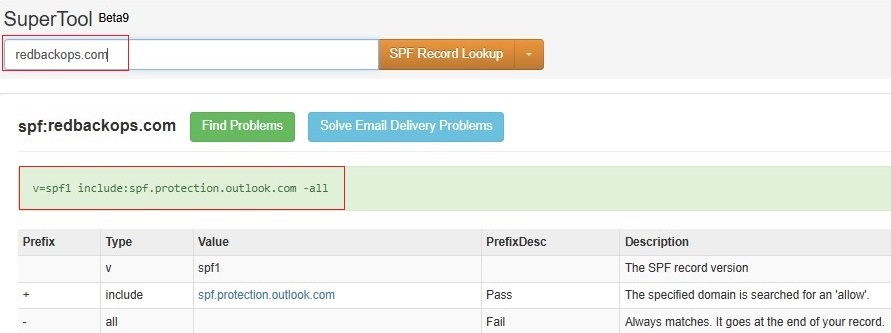 SuperTool Beta9
redbackops.com SPF Record Lookup
spf:redbackops.com Find Problems Solve Email Delivery Problems
v=spf1 include:spf.protection.outlook.com -all
Prefix Type Value PrefixDesc Description
v spf1 The SPF record version
+ include spf.protection.outlook.com Pass The specified domain is searched for an 'allow'.
- all Fail Always matches. It goes at the end of your record.